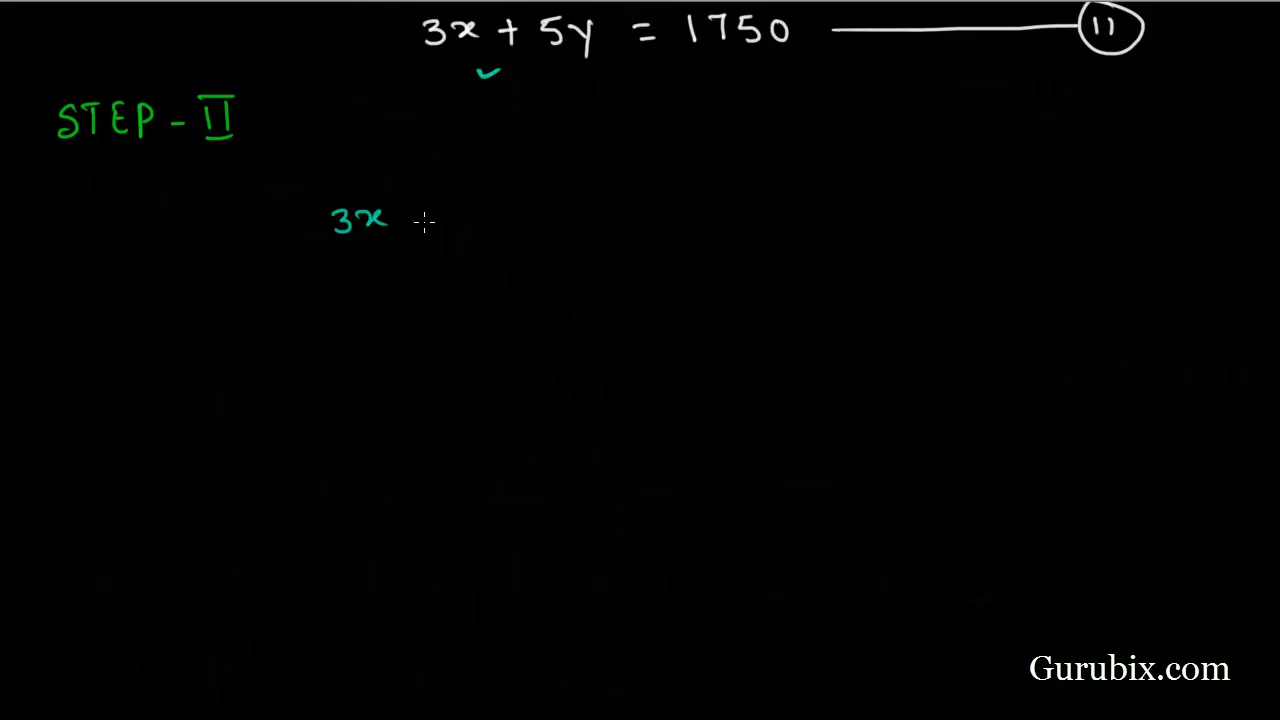 3x + 5y = 1750 ——— 11
STEP - II
3x
Gurubix.com